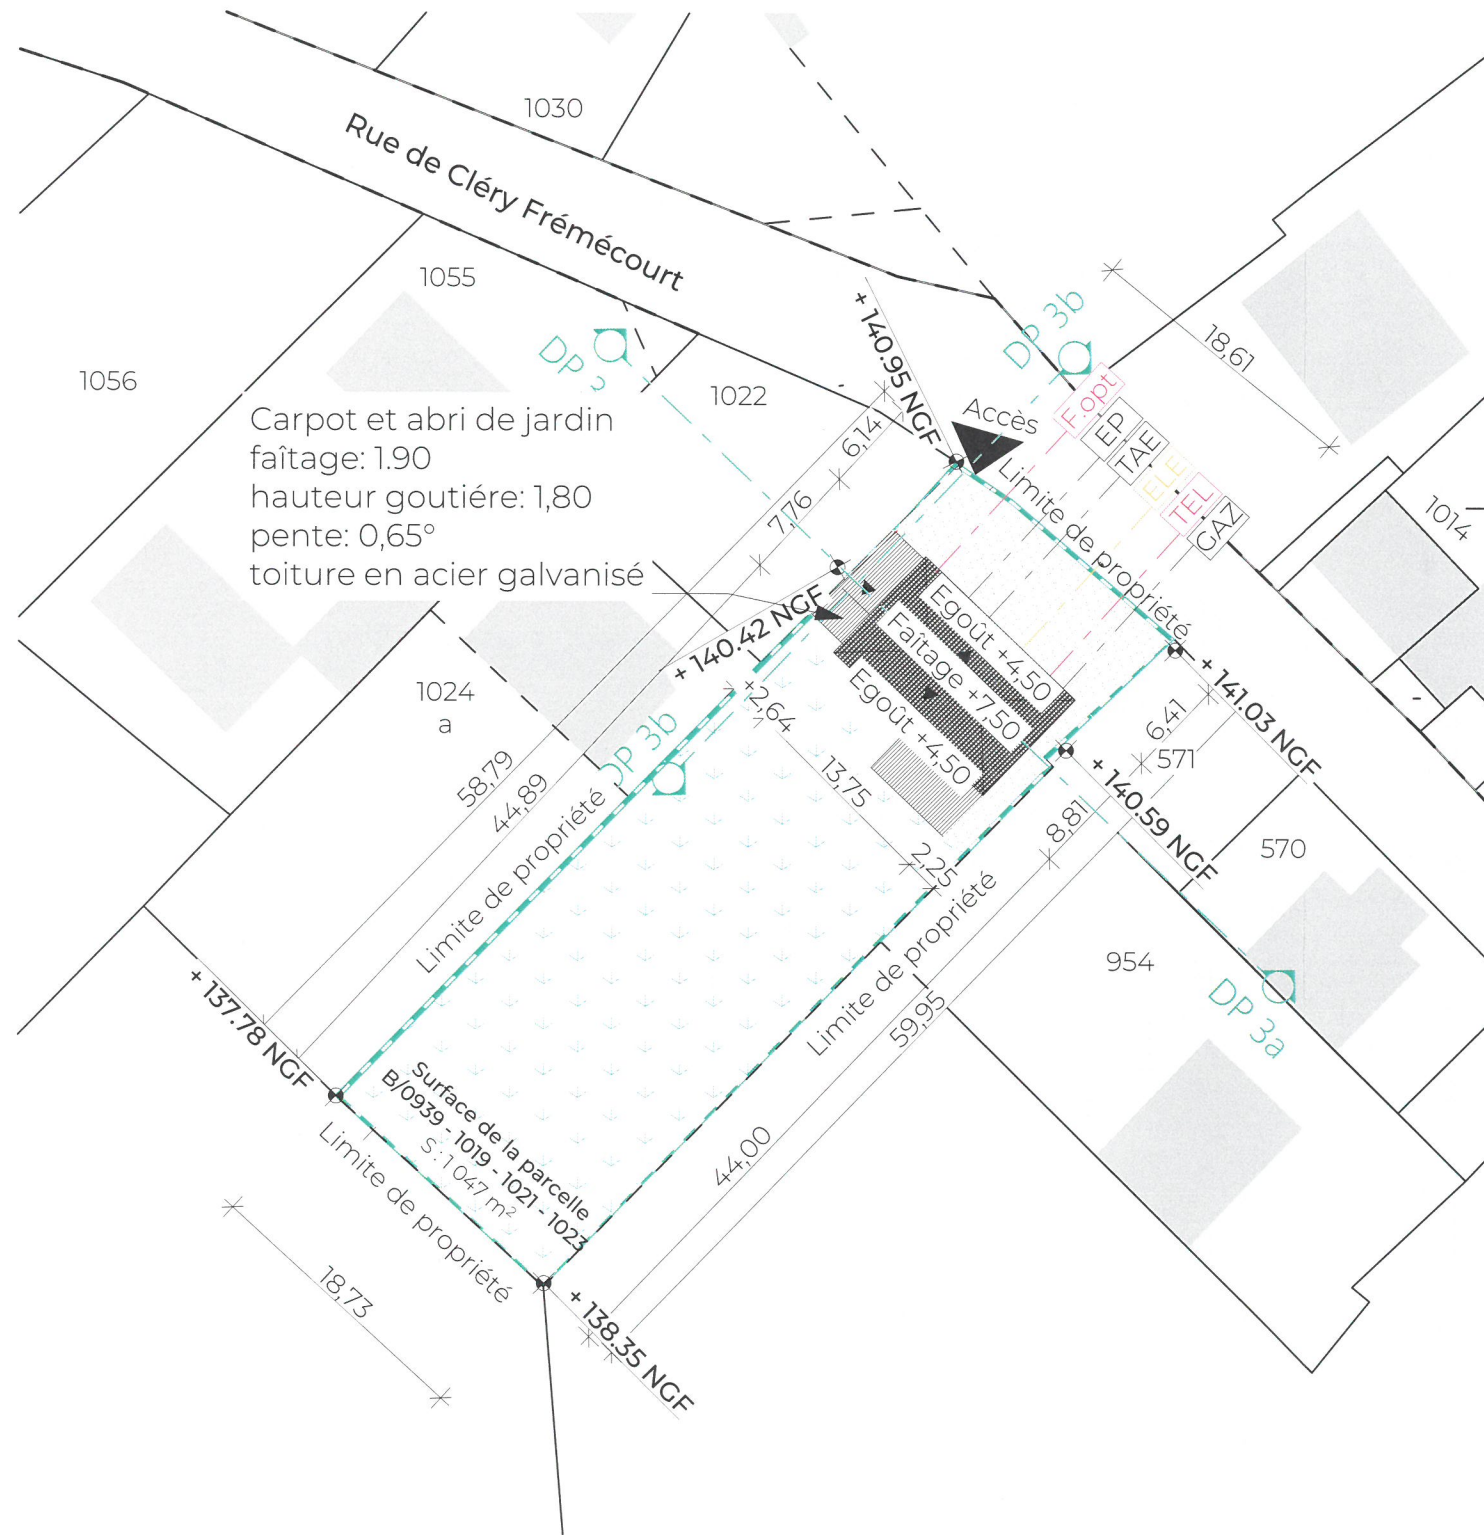 1030
Rue de Cléry Frémécourt
1055
1056
1022
DP 3b
18,61
+ 140.95 NGF
Accès
F.opt
EP
TAE
ELE
TEL
GAZ
1014
Carpot et abri de jardin
faîtage: 1.90
hauteur goutiére: 1,80
pente: 0,65°
toiture en acier galvanisé
6,14
7,76
Limite de propriété
+ 140.42 NGF
Egoût +4,50
Faîtage +7,50
Egoût +4,50
1024
a
2,64
13,75
2,25
+ 141.03 NGF
6,41
571
+ 140.59 NGF
8,81
570
DP 3b
58,79
44,89
Limite de propriété
Limite de propriété
954
DP 3a
59,95
44,00
+ 137.78 NGF
Surface de la parcelle
B/0939 - 1019 - 1021 - 1023
S : 1 047 m²
Limite de propriété
18,73
+ 138.35 NGF